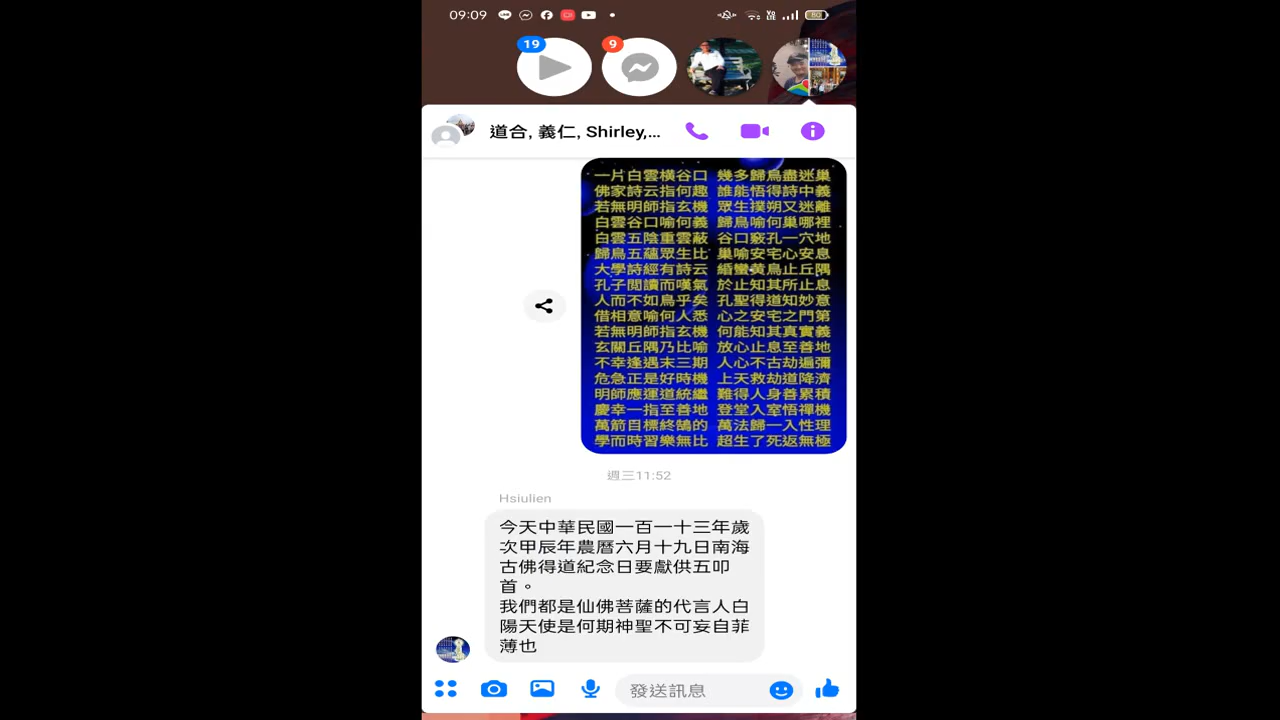 09:09
50
19
9
道合, 義仁, Shirley,...
一片白雲橫谷口 幾多歸鳥盡迷巢
佛家詩云指何趣 誰能悟得詩中義
若無明師指玄機 眾生撲朔又迷離
白雲谷口喻何義 歸鳥喻何巢哪裡
白雲五陰重雲蔽 谷口竅孔一穴地
歸鳥五蘊眾生比 巢喻安宅心安息
大學詩經有詩云 緡蠻黃鳥止丘隅
孔子閱讀而嘆氣 於止知其所止息
人而不如鳥乎矣 孔聖得道知妙意
借相意喻何人悉 心之安宅之門第
若無明師指玄機 何能知其真實義
玄關丘隅乃比喻 放心止息至善地
不幸逢遇末三期 人心不古劫遍彌
危急正是好時機 上天救劫道降濟
明師應運道統繼 難得人身善累積
慶幸一指至善地 登堂入室悟禪機
萬箭目標終鵠的 萬法歸一入性理
學而時習樂無比 超生了死返無極
週三11:52
Hsiulien
今天中華民國一百一十三年歲
次甲辰年農曆六月十九日南海
古佛得道紀念日要獻供五叩
首。
我們都是仙佛菩薩的代言人白
陽天使是何期神聖不可妄自菲
薄也
發送訊息